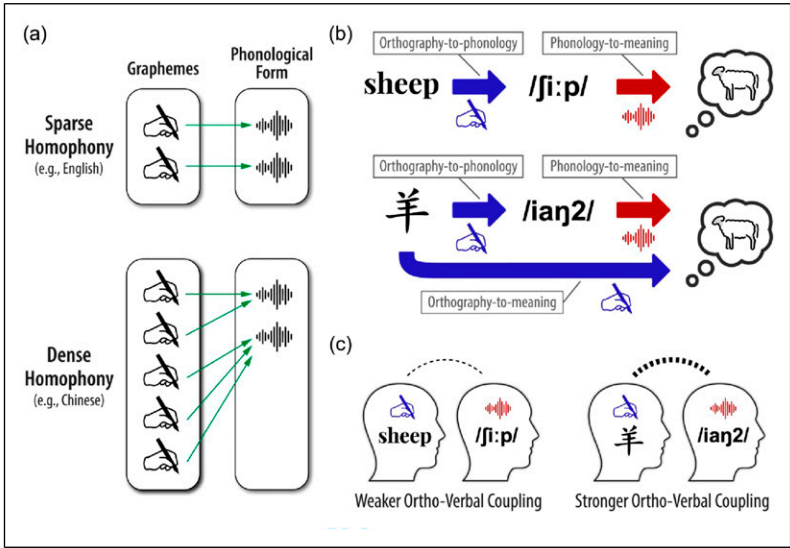 (a)
Graphemes
Phonological
Form
Sparse
Homophony
(e.g., English)
Dense
Homophony
(e.g., Chinese)
(b)
Orthography-to-phonology
Phonology-to-meaning
sheep
/ʃiːp/
Orthography-to-phonology
Phonology-to-meaning
羊
/iaŋ2/
Orthography-to-meaning
(c)
sheep
/ʃiːp/
羊
/iaŋ2/
Weaker Ortho-Verbal Coupling
Stronger Ortho-Verbal Coupling